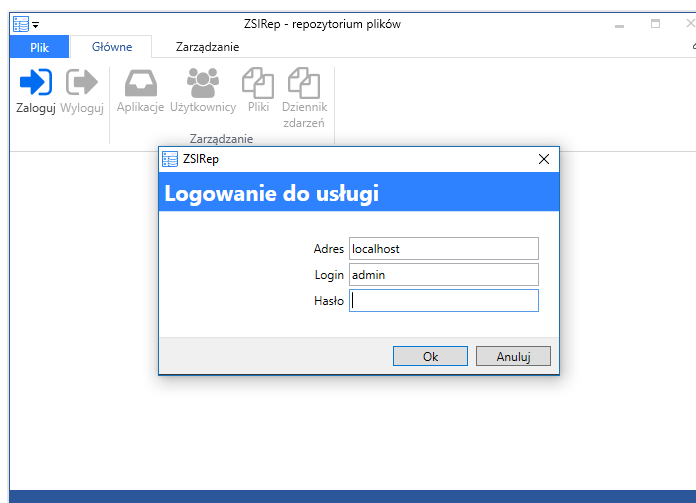 ZSIRep - repozytorium plików
Plik Główne Zarządzanie
Zaloguj Wyloguj Aplikacje Użytkownicy Pliki Dziennik zdarzeń
Zarządzanie
ZSIRep
Logowanie do usługi
Adres localhost
Login admin
Hasło
Ok Anuluj